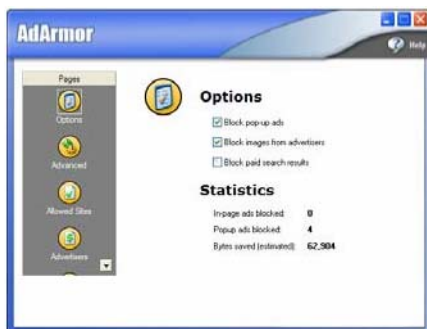 AdArmor
Help
Pages
Options
Advanced
Allowed Sites
Advertisers
Options
Block pop-up ads
Block images from advertisers
Block paid search results
Statistics
In-page ads blocked: 0
Popup ads blocked: 4
Bytes saved (estimated): 62,904